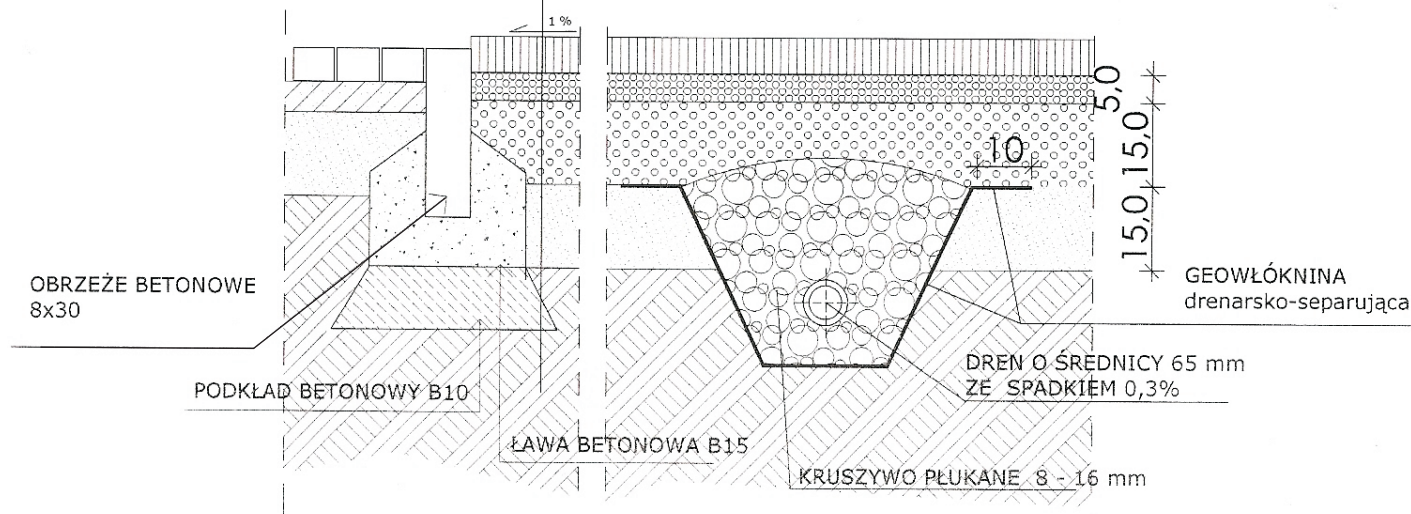 1 %
5,0
15,0
10
15,0
OBRZEŻE BETONOWE
8x30
GEOWŁÓKNINA
drenarsko-separująca
DREN O ŚREDNICY 65 mm
ZE SPADKIEM 0,3%
PODKŁAD BETONOWY B10
ŁAWA BETONOWA B15
KRUSZYWO PŁUKANE 8 - 16 mm